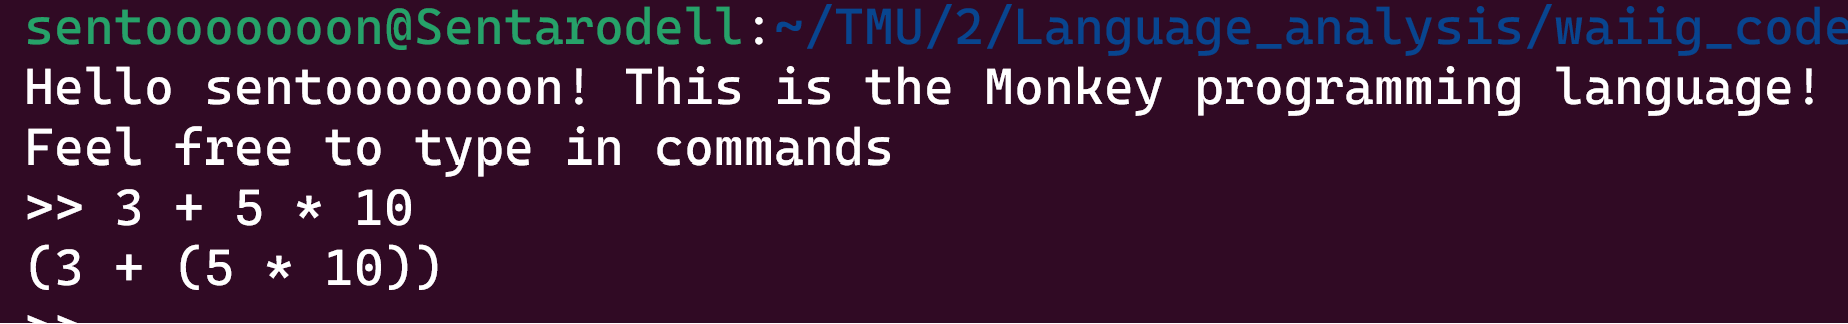 sentoooooooon@Sentarodell:~/TMU/2/Language_analysis/waiig_code
Hello sentoooooooon! This is the Monkey programming language!
Feel free to type in commands
>> 3 + 5 * 10
(3 + (5 * 10))
>>